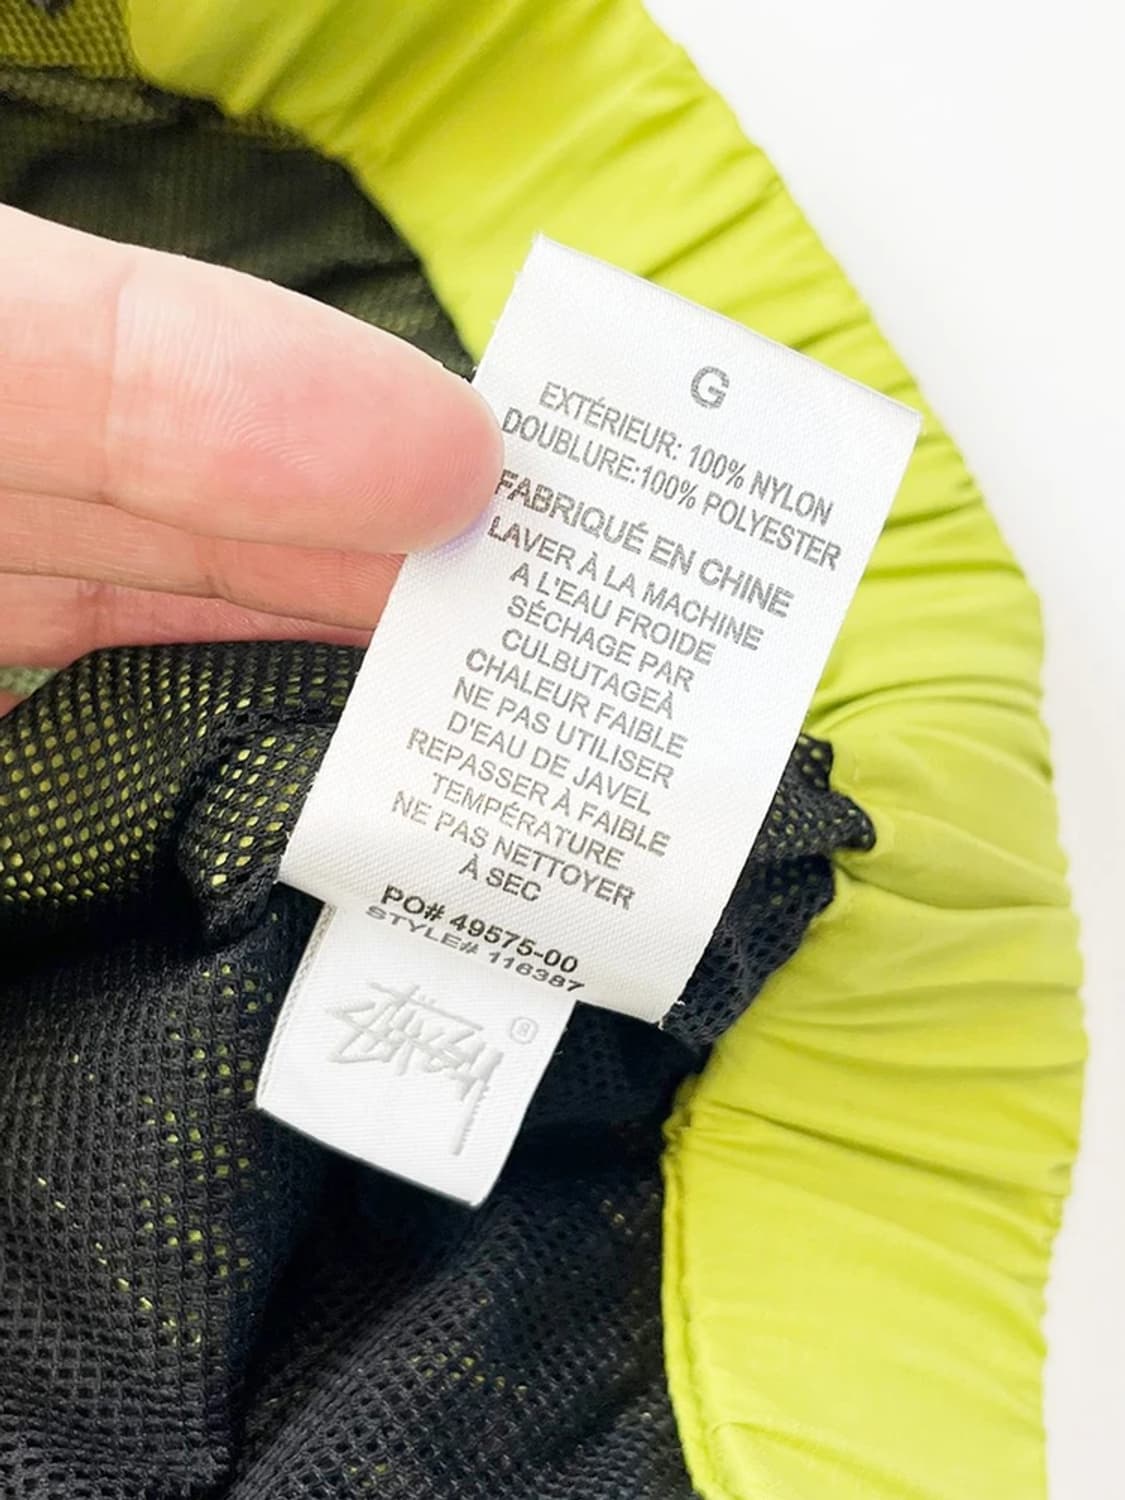 G
EXTÉRIEUR: 100% NYLON
DOUBLURE:100% POLYESTER
FABRIQUÉ EN CHINE
LAVER À LA MACHINE
A L'EAU FROIDE
SÉCHAGE PAR
CULBUTAGEÀ
CHALEUR FAIBLE
NE PAS UTILISER
D'EAU DE JAVEL
REPASSER À FAIBLE
TEMPÉRATURE
NE PAS NETTOYER
À SEC
PO# 49575-00
STYLE# 116387
Stüssy ®